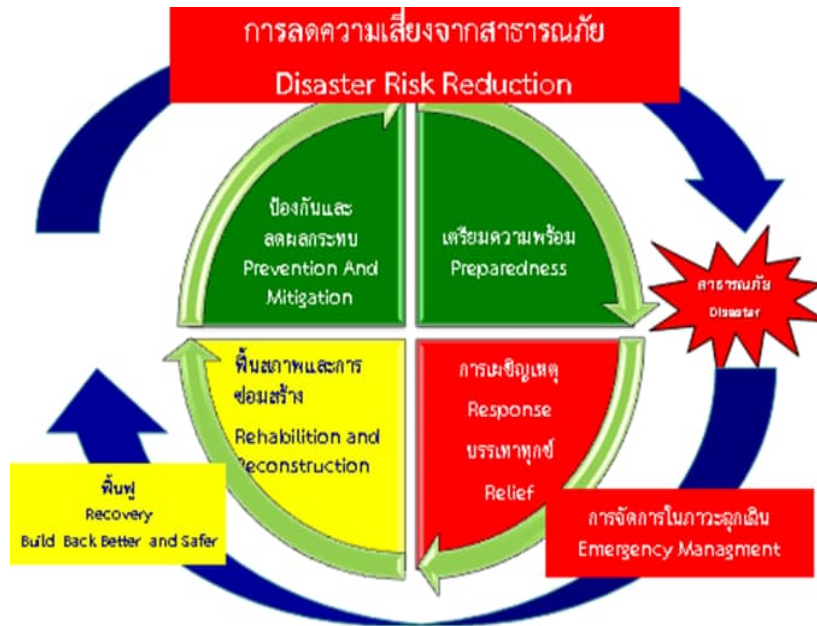 การลดความเสี่ยงจากสาธารณภัย
Disaster Risk Reduction
ป้องกันและ
ลดผลกระทบ
Prevention And
Mitigation
เตรียมความพร้อม
Preparedness
สาธารณภัย
Disaster
ฟื้นสภาพและการ
ซ่อมสร้าง
Rehabilition and
Reconstruction
การเผชิญเหตุ
Response
บรรเทาทุกข์
Relief
ฟื้นฟู
Recovery
Build Back Better and Safer
การจัดการในภาวะฉุกเฉิน
Emergency Managment